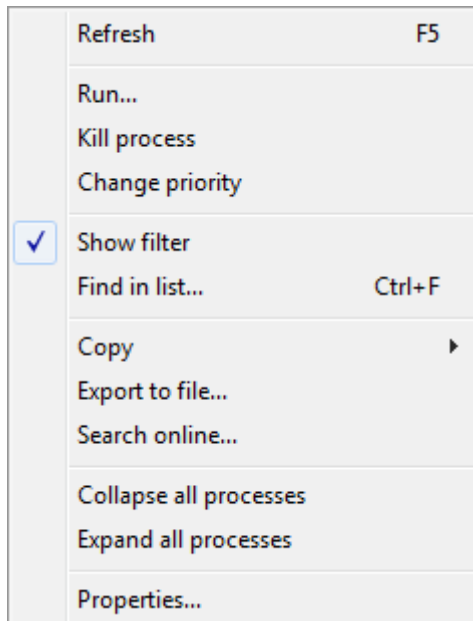 Refresh F5
Run...
Kill process
Change priority
Show filter
Find in list... Ctrl+F
Copy
Export to file...
Search online...
Collapse all processes
Expand all processes
Properties...